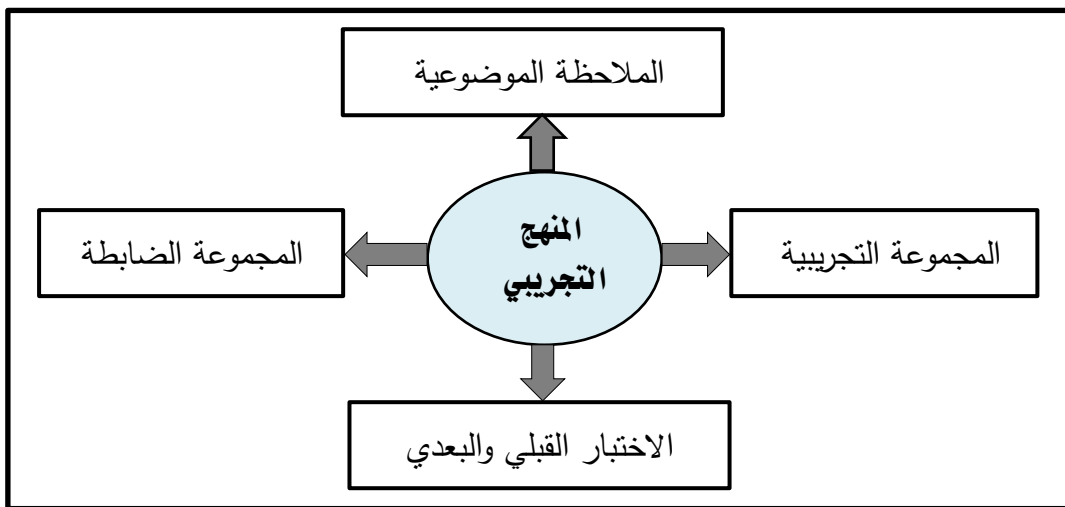 الملاحظة الموضوعية
المجموعة التجريبية
المنهج
التجريبي
المجموعة الضابطة
الاختبار القبلي والبعدي